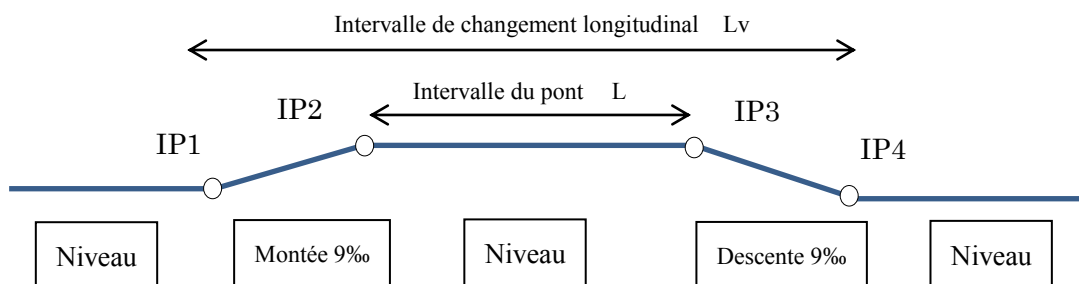 Intervalle de changement longitudinal Lv
Intervalle du pont L
IP1
IP2
IP3
IP4
Niveau
Montée 9‰
Niveau
Descente 9‰
Niveau